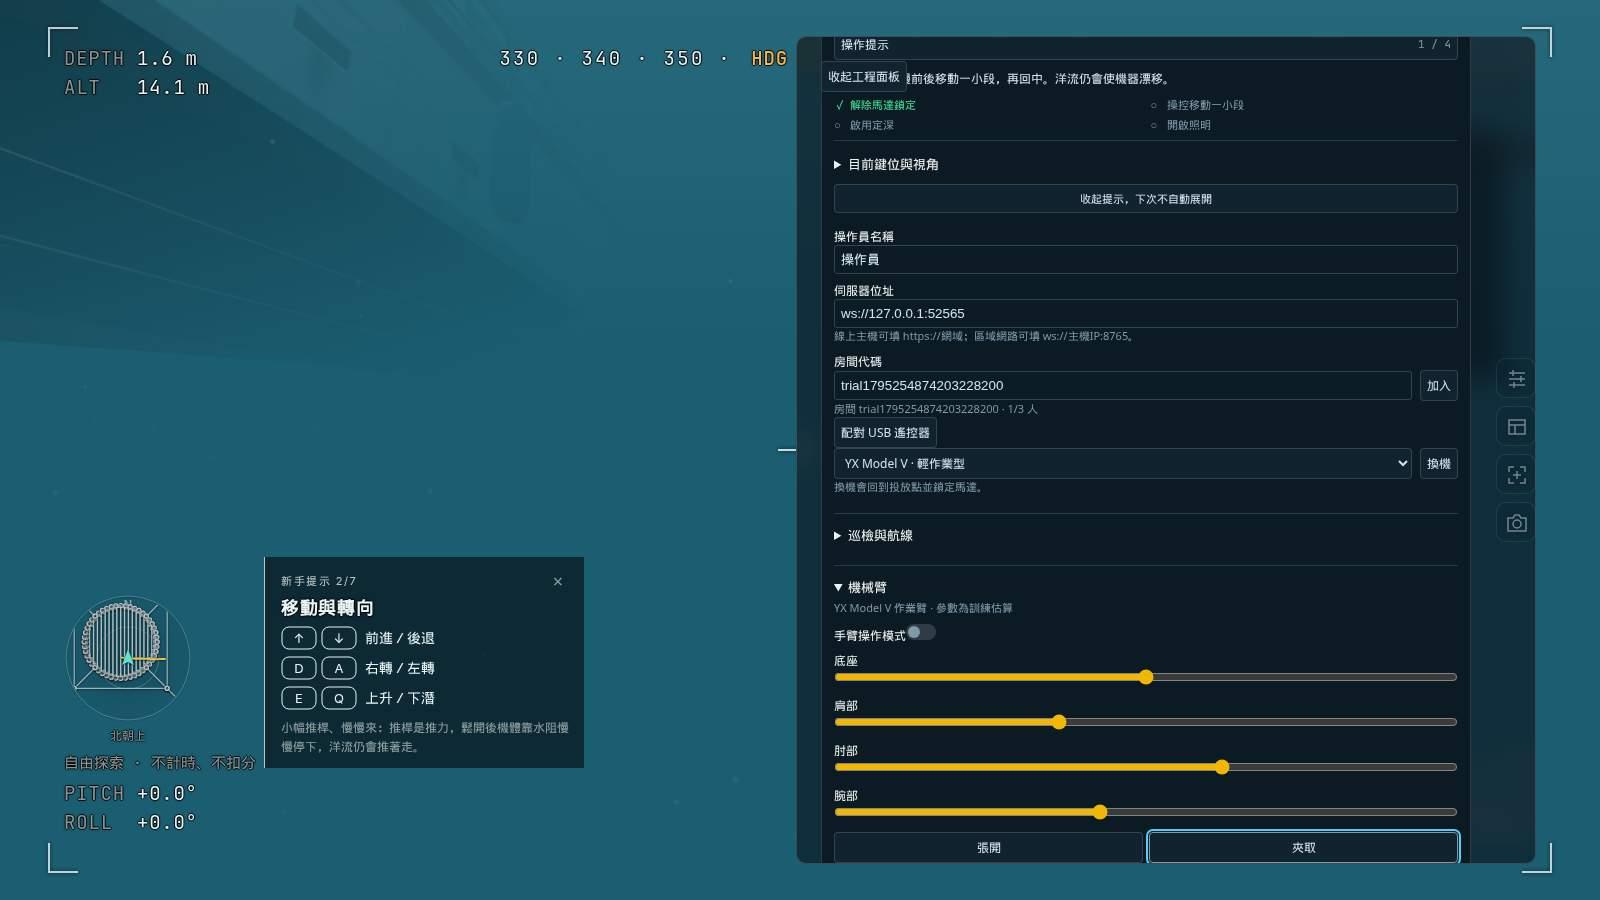 DEPTH 1.6 m
ALT 14.1 m
330 · 340 · 350 · HDG
操作提示
1 / 4
收起工程面板
前後移動一小段，再回中。洋流仍會使機器漂移。
✓ 解除馬達鎖定
○ 操控移動一小段
○ 啟用定深
○ 開啟照明
▶ 目前鍵位與視角
收起提示，下次不自動展開
操作員名稱
操作員
伺服器位址
ws://127.0.0.1:52565
線上主機可填 https://網域；區域網路可填 ws://主機IP:8765。
房間代碼
trial1795254874203228200
加入
房間 trial1795254874203228200 · 1/3 人
配對 USB 遙控器
YX Model V · 輕作業型
換機
換機會回到投放點並鎖定馬達。
▶ 巡檢與航線
▼ 機械臂
YX Model V 作業臂 · 參數為訓練估算
手臂操作模式
底座
肩部
肘部
腕部
張開
夾取
新手提示 2/7
×
移動與轉向
↑ ↓ 前進 / 後退
D A 右轉 / 左轉
E Q 上升 / 下潛
小幅推桿、慢慢來：推桿是推力，鬆開後機體靠水阻慢
慢停下，洋流仍會推著走。
N
北朝上
自由探索 · 不計時、不扣分
PITCH +0.0°
ROLL +0.0°